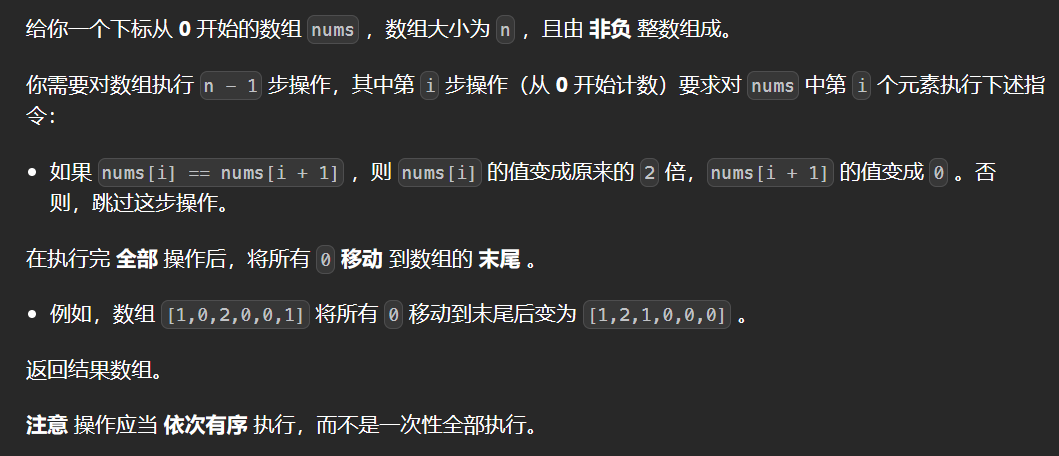 给你一个下标从 0 开始的数组 nums ，数组大小为 n ，且由 非负 整数组成。
你需要对数组执行 n - 1 步操作，其中第 i 步操作（从 0 开始计数）要求对 nums 中第 i 个元素执行下述指
令：
• 如果 nums[i] == nums[i + 1] ，则 nums[i] 的值变成原来的 2 倍， nums[i + 1] 的值变成 0 。否
则，跳过这步操作。
在执行完 全部 操作后，将所有 0 移动 到数组的 末尾 。
• 例如，数组 [1,0,2,0,0,1] 将所有 0 移动到末尾后变为 [1,2,1,0,0,0] 。
返回结果数组。
注意 操作应当 依次有序 执行，而不是一次性全部执行。